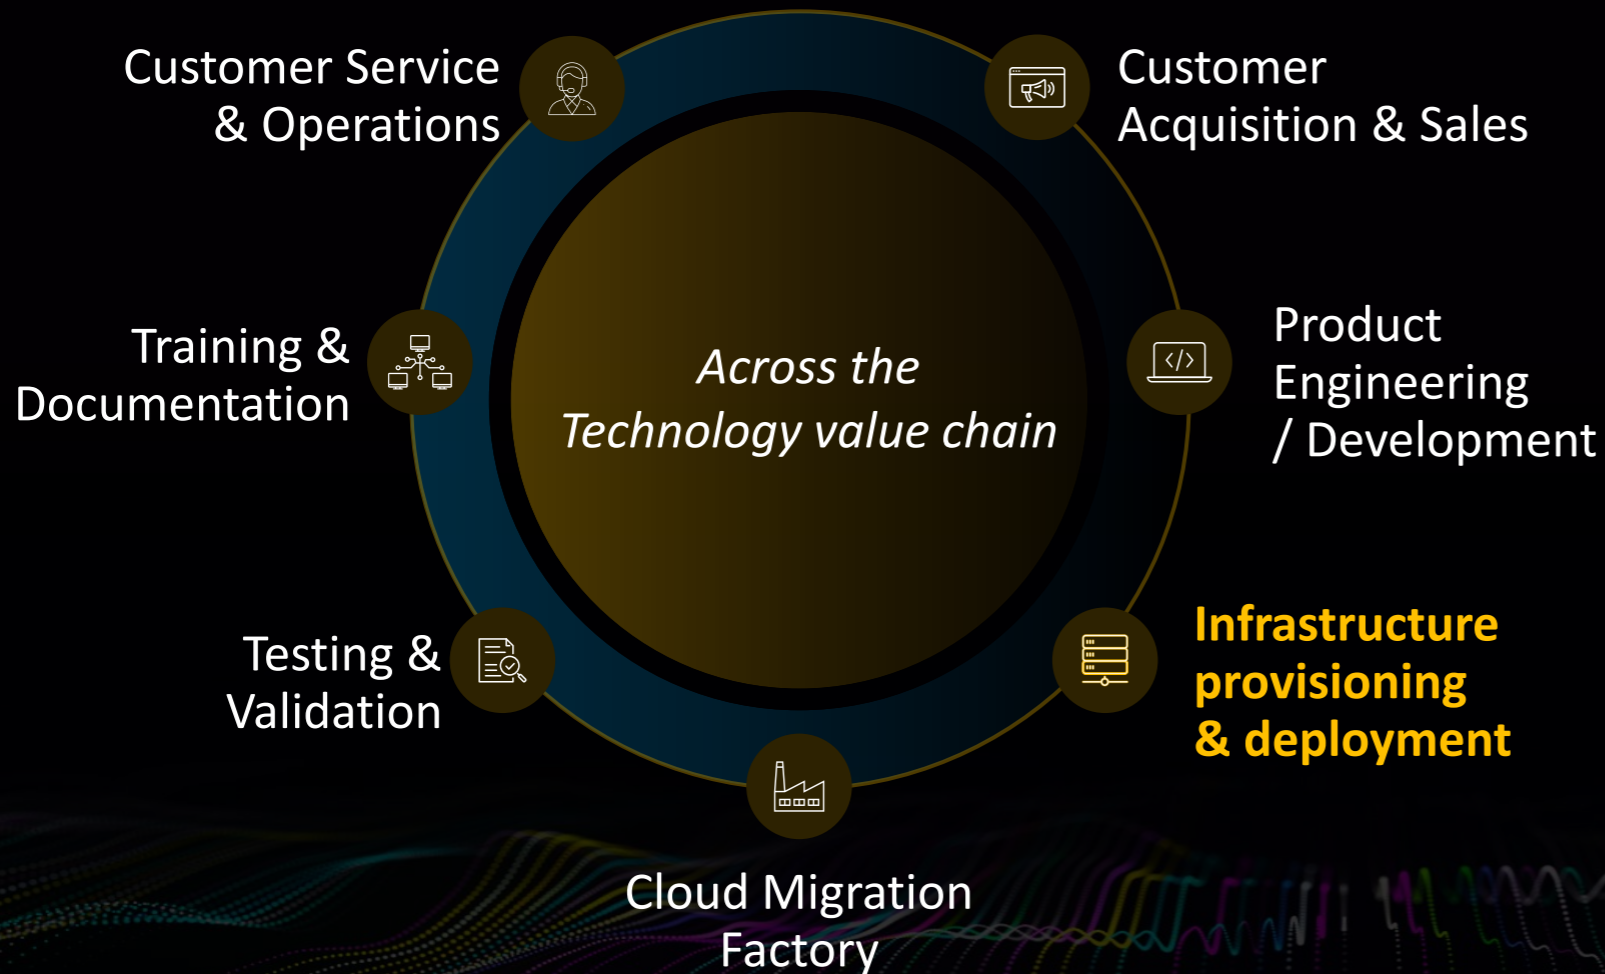 Customer Service
& Operations
Customer
Acquisition & Sales
Training &
Documentation
Across the
Technology value chain
Product
Engineering
/ Development
Testing &
Validation
Infrastructure
provisioning
& deployment
Cloud Migration
Factory